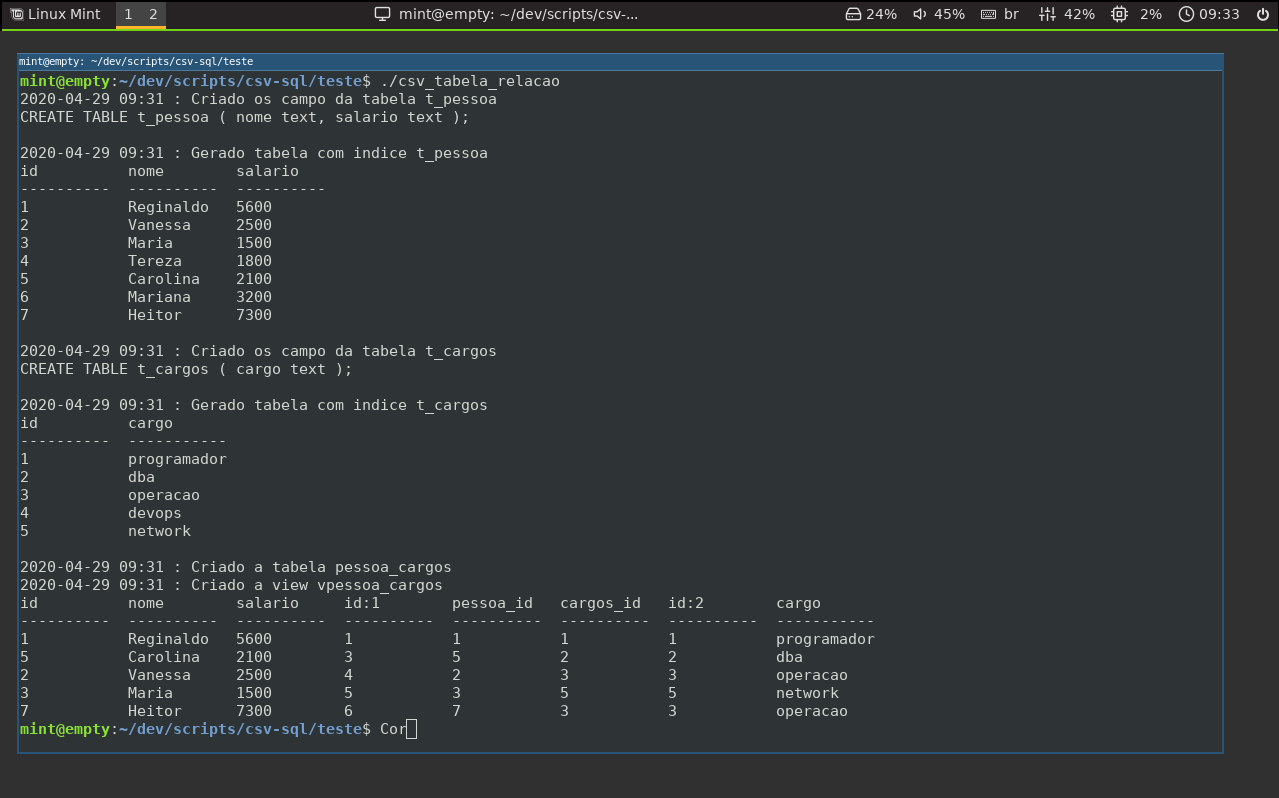 Linux Mint 1 2 mint@empty: ~/dev/scripts/csv-... 24% 45% br 42% 2% 09:33
mint@empty: ~/dev/scripts/csv-sql/teste
mint@empty:~/dev/scripts/csv-sql/teste$ ./csv_tabela_relacao
2020-04-29 09:31 : Criado os campo da tabela t_pessoa
CREATE TABLE t_pessoa ( nome text, salario text );

2020-04-29 09:31 : Gerado tabela com indice t_pessoa
id          nome        salario
----------  ----------  ----------
1           Reginaldo   5600
2           Vanessa     2500
3           Maria       1500
4           Tereza      1800
5           Carolina    2100
6           Mariana     3200
7           Heitor      7300

2020-04-29 09:31 : Criado os campo da tabela t_cargos
CREATE TABLE t_cargos ( cargo text );

2020-04-29 09:31 : Gerado tabela com indice t_cargos
id          cargo
----------  -----------
1           programador
2           dba
3           operacao
4           devops
5           network

2020-04-29 09:31 : Criado a tabela pessoa_cargos
2020-04-29 09:31 : Criado a view vpessoa_cargos
id          nome        salario     id:1        pessoa_id   cargos_id   id:2        cargo
----------  ----------  ----------  ----------  ----------  ----------  ----------  -----------
1           Reginaldo   5600        1           1           1           1           programador
5           Carolina    2100        3           5           2           2           dba
2           Vanessa     2500        4           2           3           3           operacao
3           Maria       1500        5           3           5           5           network
7           Heitor      7300        6           7           3           3           operacao
mint@empty:~/dev/scripts/csv-sql/teste$ Cor